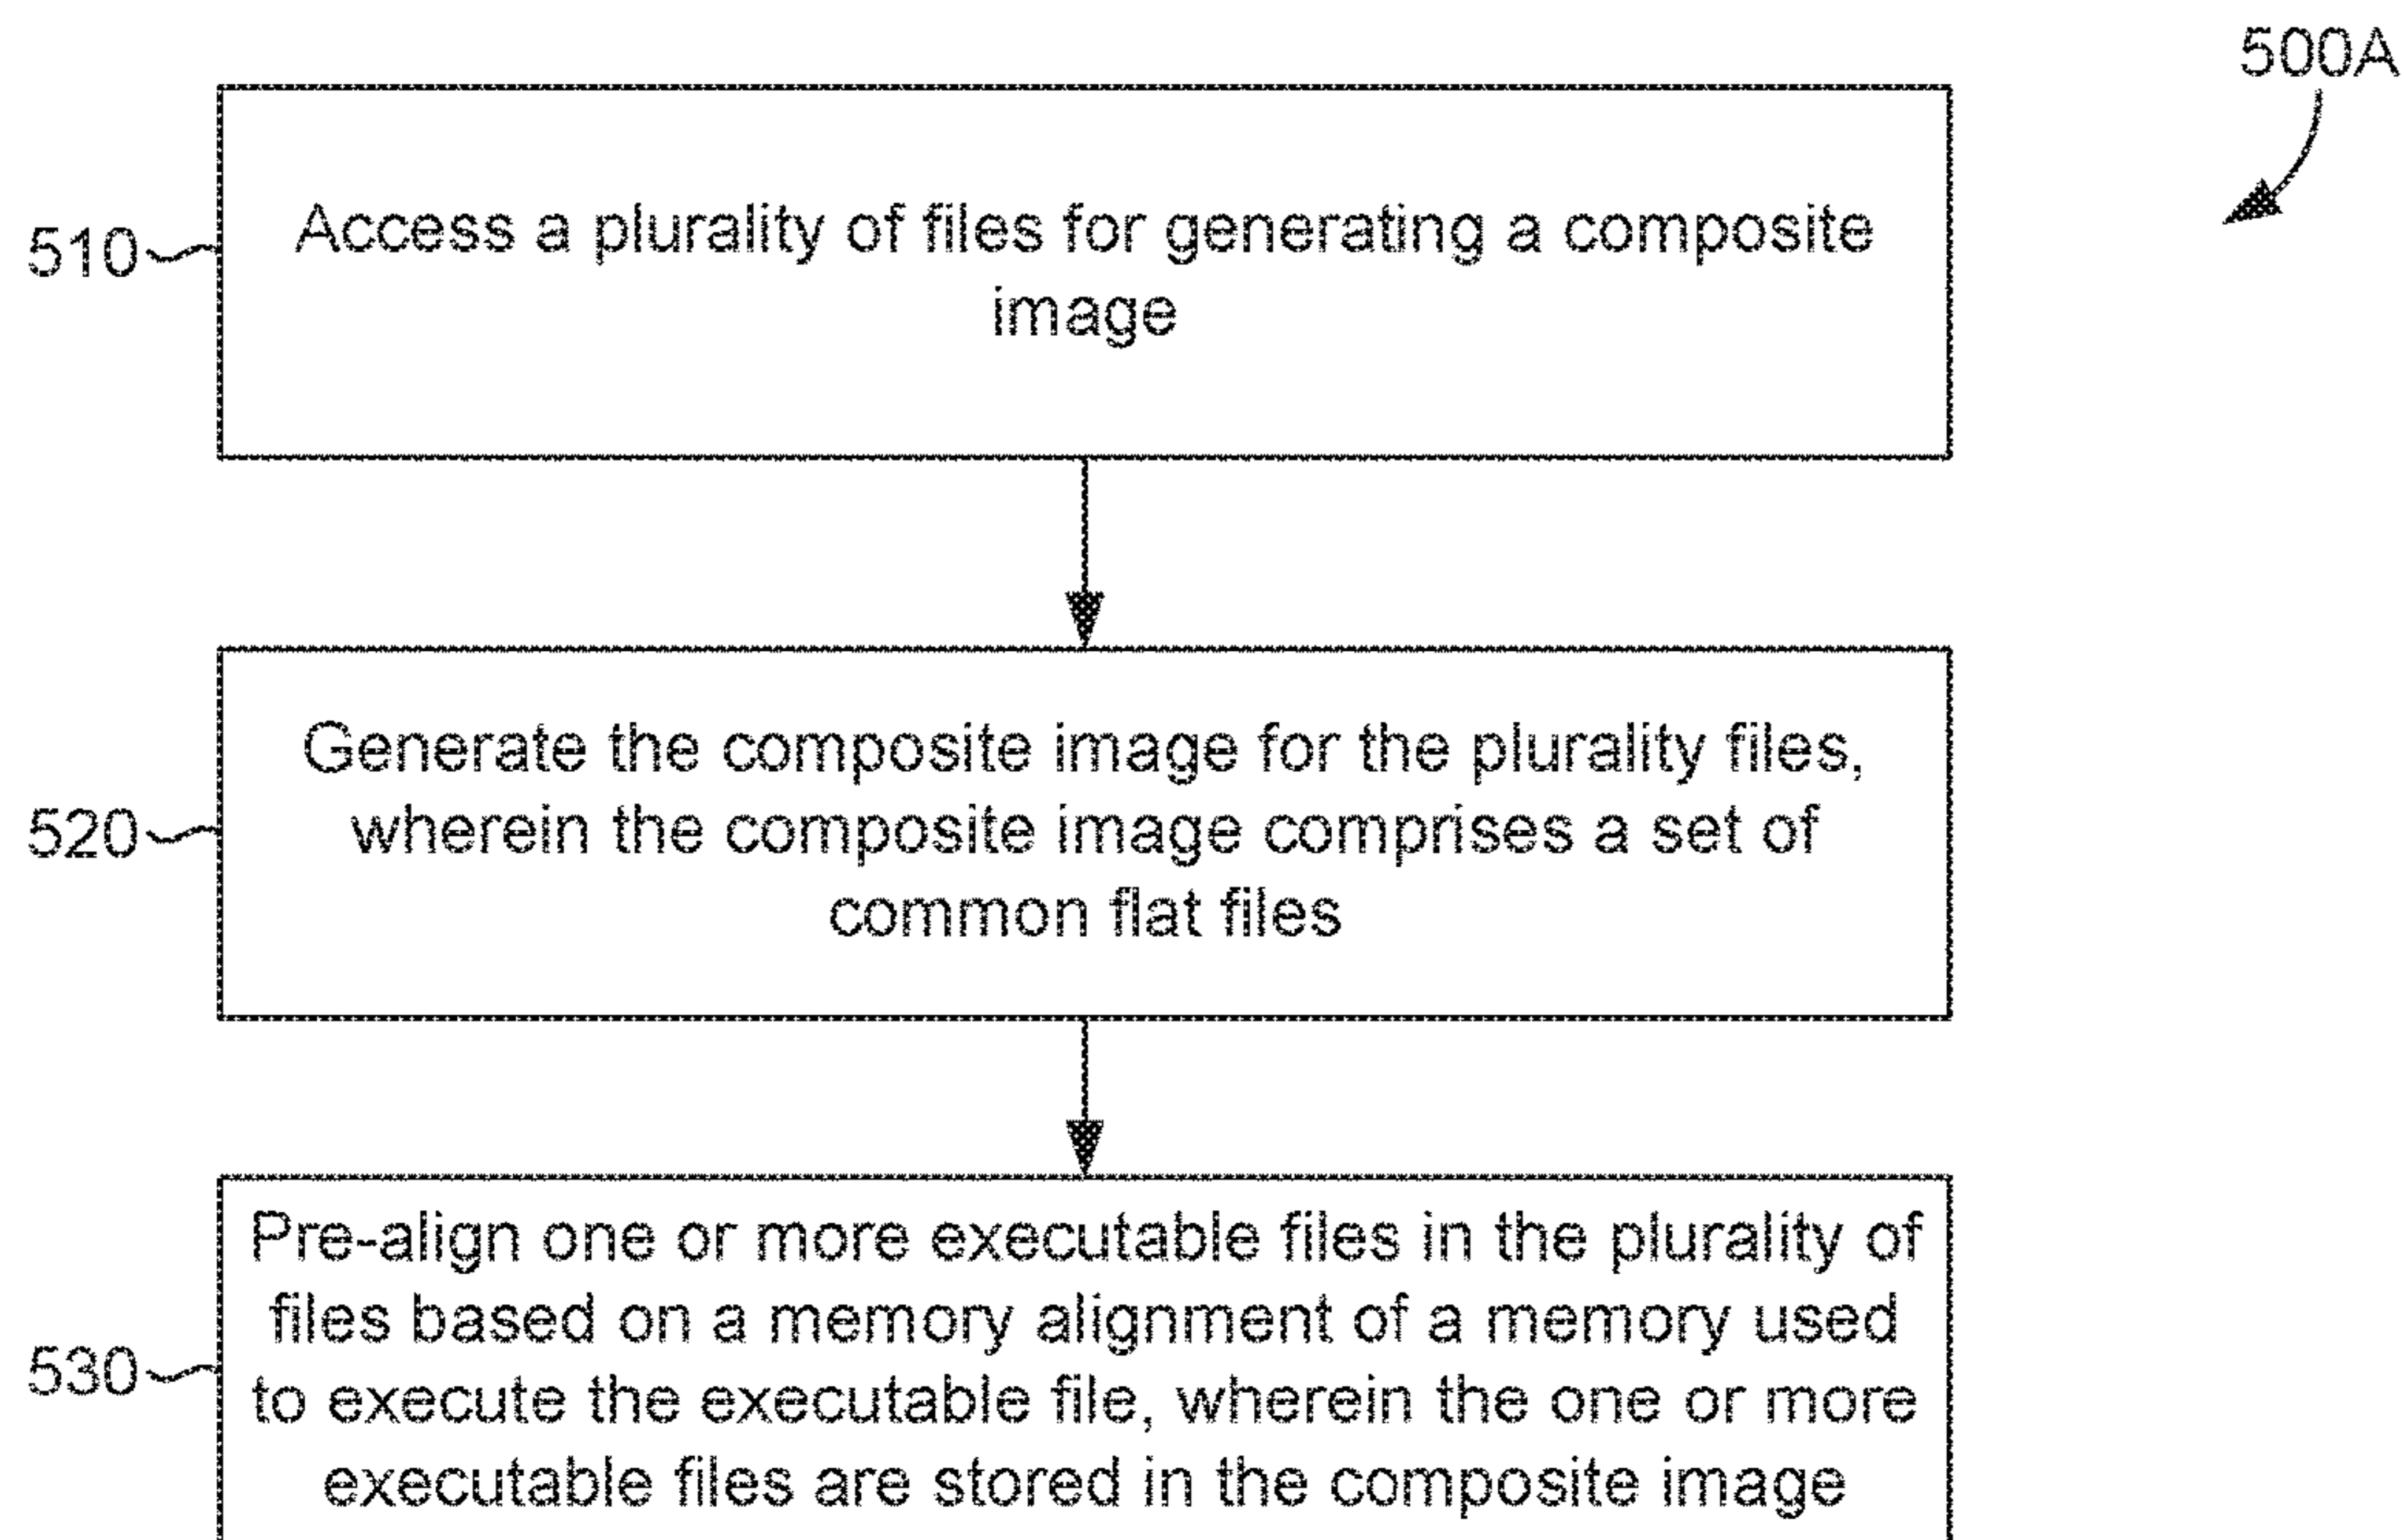 500A
510
Access a plurality of files for generating a composite
image
520
Generate the composite image for the plurality files,
wherein the composite image comprises a set of
common flat files
530
Pre-align one or more executable files in the plurality of
files based on a memory alignment of a memory used
to execute the executable file, wherein the one or more
executable files are stored in the composite image